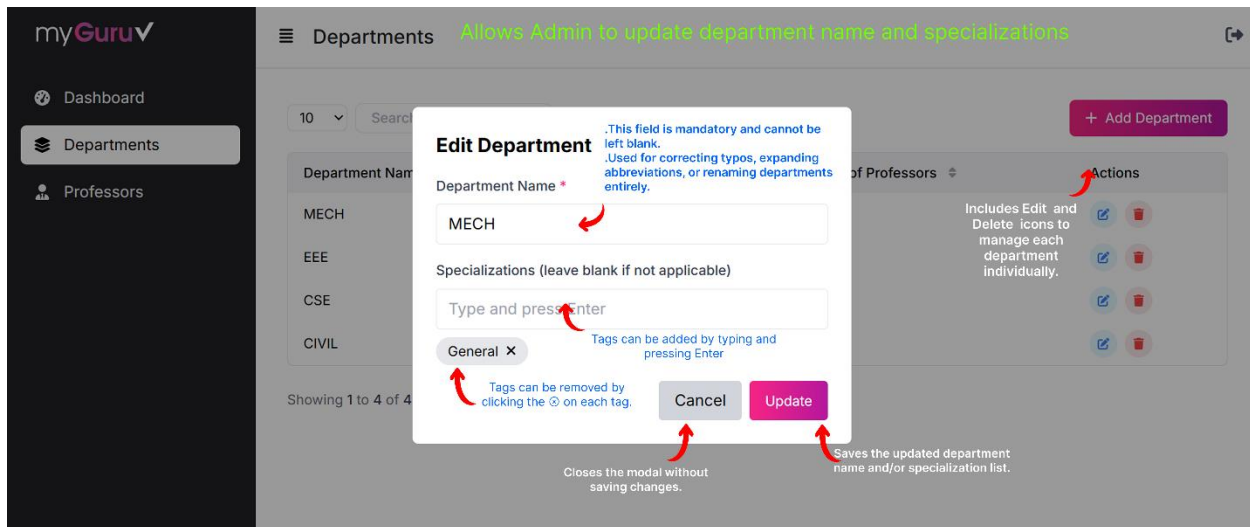 myGuruV
Departments
Allows Admin to update department name and specializations
Dashboard
Departments
Professors
10
Search
+ Add Department
Department Nam
of Professors
Actions
MECH
EEE
CSE
CIVIL
Showing 1 to 4 of 4
Includes Edit and
Delete icons to
manage each
department
individually.
Edit Department
.This field is mandatory and cannot be
left blank.
.Used for correcting typos, expanding
abbreviations, or renaming departments
entirely.
Department Name *
MECH
Specializations (leave blank if not applicable)
Type and press Enter
Tags can be added by typing and
pressing Enter
General ×
Tags can be removed by
clicking the ⓧ on each tag.
Cancel
Update
Closes the modal without
saving changes.
Saves the updated department
name and/or specialization list.